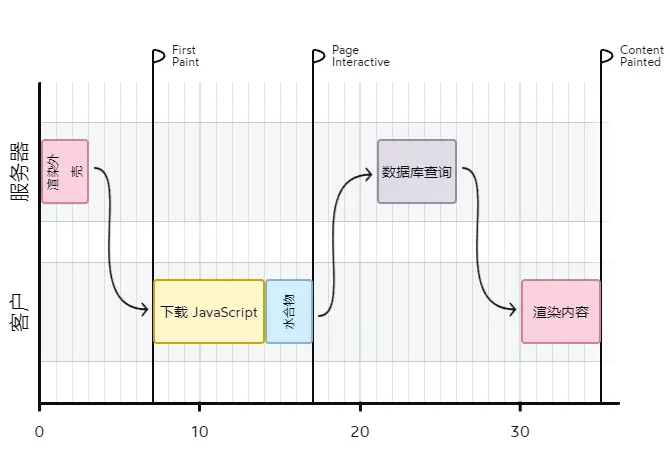 First
Paint
Page
Interactive
Content
Painted
服务器
渲染外
壳
数据库查询
客户
下载 JavaScript
水合物
渲染内容
0
10
20
30